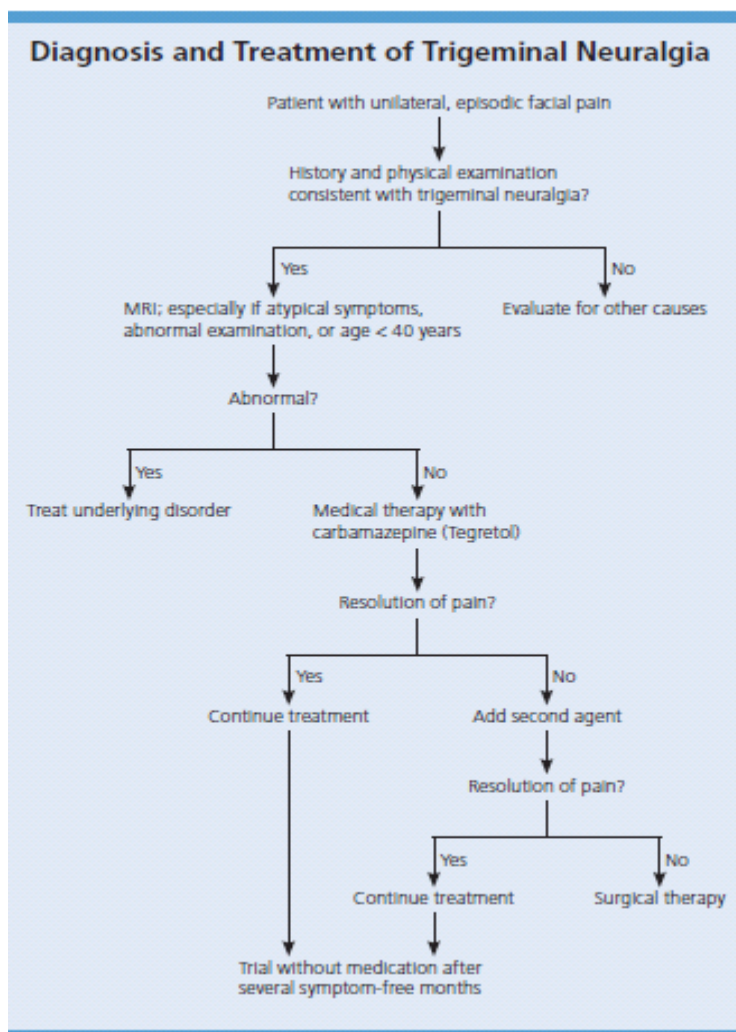 Diagnosis and Treatment of Trigeminal Neuralgia
Patient with unilateral, episodic facial pain
History and physical examination
consistent with trigeminal neuralgia?
Yes
No
MRI; especially if atypical symptoms,
abnormal examination, or age < 40 years
Evaluate for other causes
Abnormal?
Yes
No
Treat underlying disorder
Medical therapy with
carbamazepine (Tegretol)
Resolution of pain?
Yes
No
Continue treatment
Add second agent
Resolution of pain?
Yes
No
Continue treatment
Surgical therapy
Trial without medication after
several symptom-free months